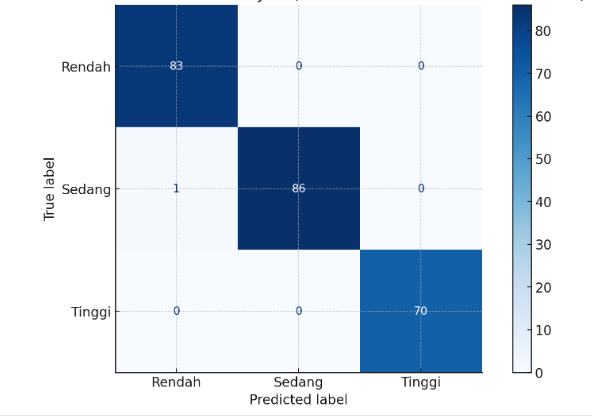 Rendah 83 0 0
Sedang 1 86 0
Tinggi 0 0 70
Rendah Sedang Tinggi
Predicted label
True label
80
70
60
50
40
30
20
10
0